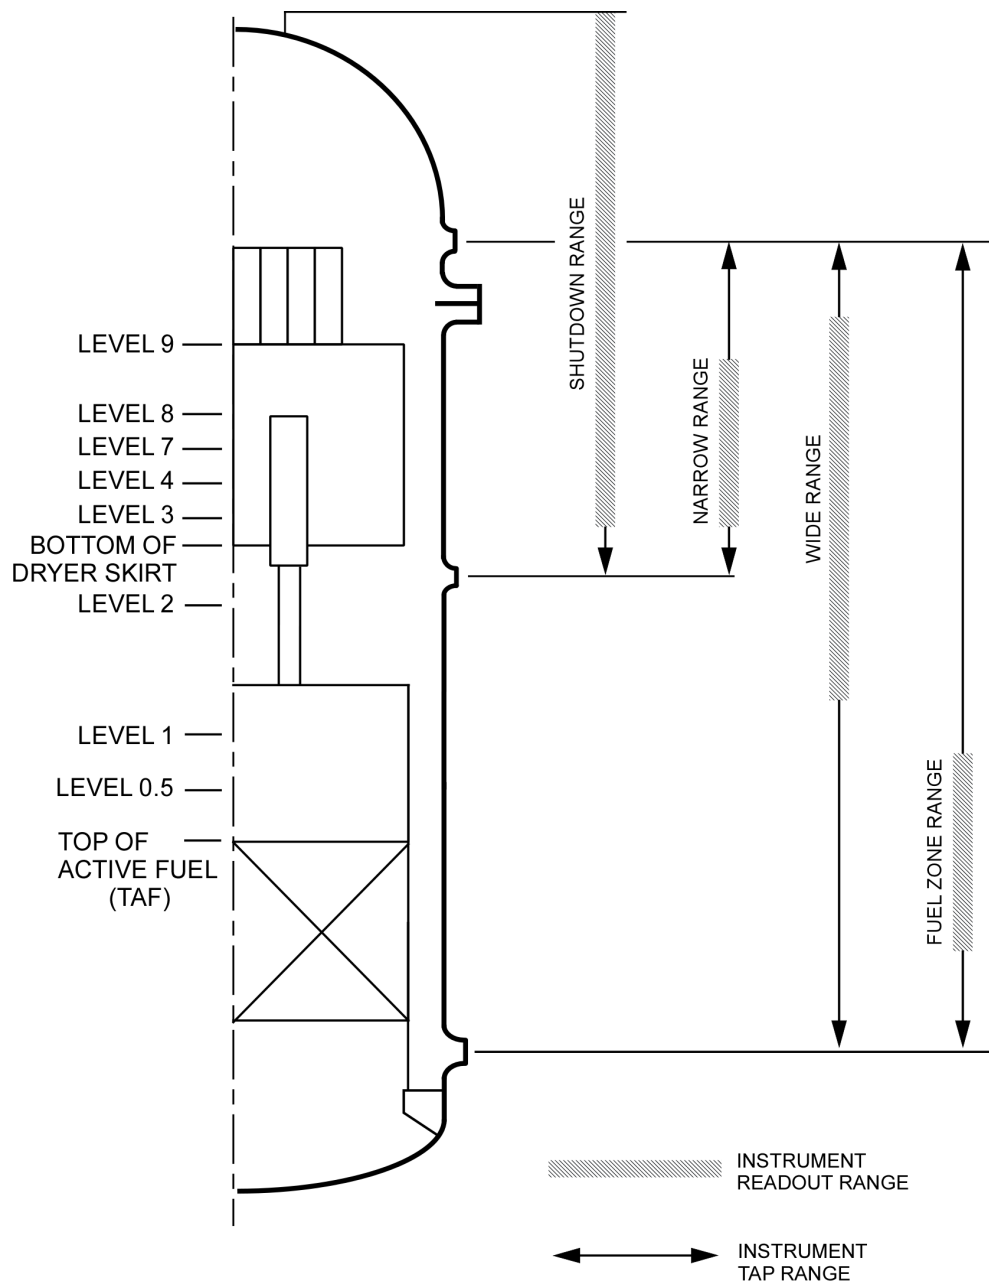 LEVEL 9
LEVEL 8
LEVEL 7
LEVEL 4
LEVEL 3
BOTTOM OF
DRYER SKIRT
LEVEL 2
LEVEL 1
LEVEL 0.5
TOP OF
ACTIVE FUEL
(TAF)
SHUTDOWN RANGE
NARROW RANGE
WIDE RANGE
FUEL ZONE RANGE
INSTRUMENT
READOUT RANGE
INSTRUMENT
TAP RANGE